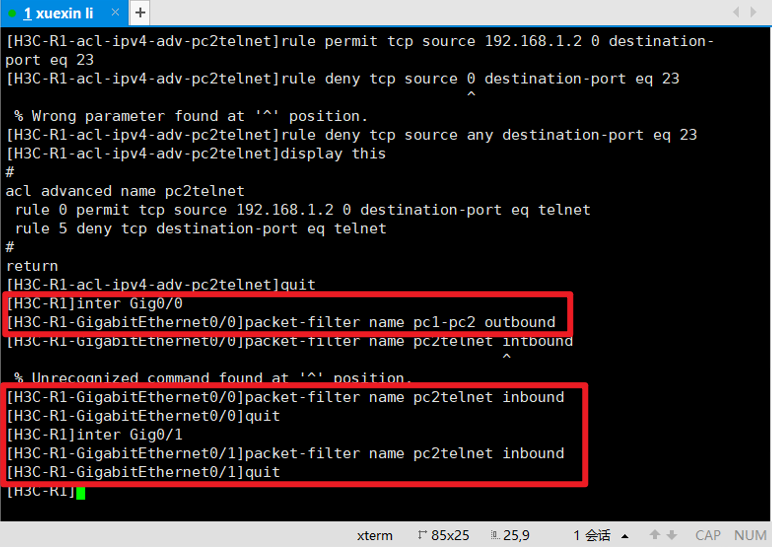 1 xuexin li × +
[H3C-R1-acl-ipv4-adv-pc2telnet]rule permit tcp source 192.168.1.2 0 destination-
port eq 23
[H3C-R1-acl-ipv4-adv-pc2telnet]rule deny tcp source 0 destination-port eq 23
^
% Wrong parameter found at '^' position.
[H3C-R1-acl-ipv4-adv-pc2telnet]rule deny tcp source any destination-port eq 23
[H3C-R1-acl-ipv4-adv-pc2telnet]display this
#
acl advanced name pc2telnet
rule 0 permit tcp source 192.168.1.2 0 destination-port eq telnet
rule 5 deny tcp destination-port eq telnet
#
return
[H3C-R1-acl-ipv4-adv-pc2telnet]quit
[H3C-R1]inter Gig0/0
[H3C-R1-GigabitEthernet0/0]packet-filter name pc1-pc2 outbound
[H3C-R1-GigabitEthernet0/0]packet-filter name pc2telnet intbound
^
% Unrecognized command found at '^' position.
[H3C-R1-GigabitEthernet0/0]packet-filter name pc2telnet inbound
[H3C-R1-GigabitEthernet0/0]quit
[H3C-R1]inter Gig0/1
[H3C-R1-GigabitEthernet0/1]packet-filter name pc2telnet inbound
[H3C-R1-GigabitEthernet0/1]quit
[H3C-R1]
xterm 85x25 25,9 1 会话 CAP NUM